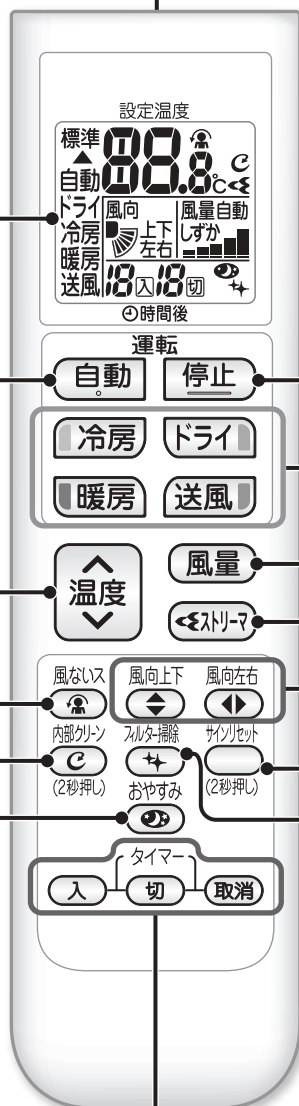 設定温度
標準
自動
88.8℃
ドライ
冷房
暖房
送風
風向
上下
左右
風量自動
しずか
18入18切
時間後
運転
自動 停止
冷房 ドライ
暖房 送風
温度
風量
ストリーマ
風ないス 風向上下 風向左右
内部クリーン フィルター掃除 サインリセット
(2秒押し) (2秒押し)
おやすみ
タイマー
入 切 取消